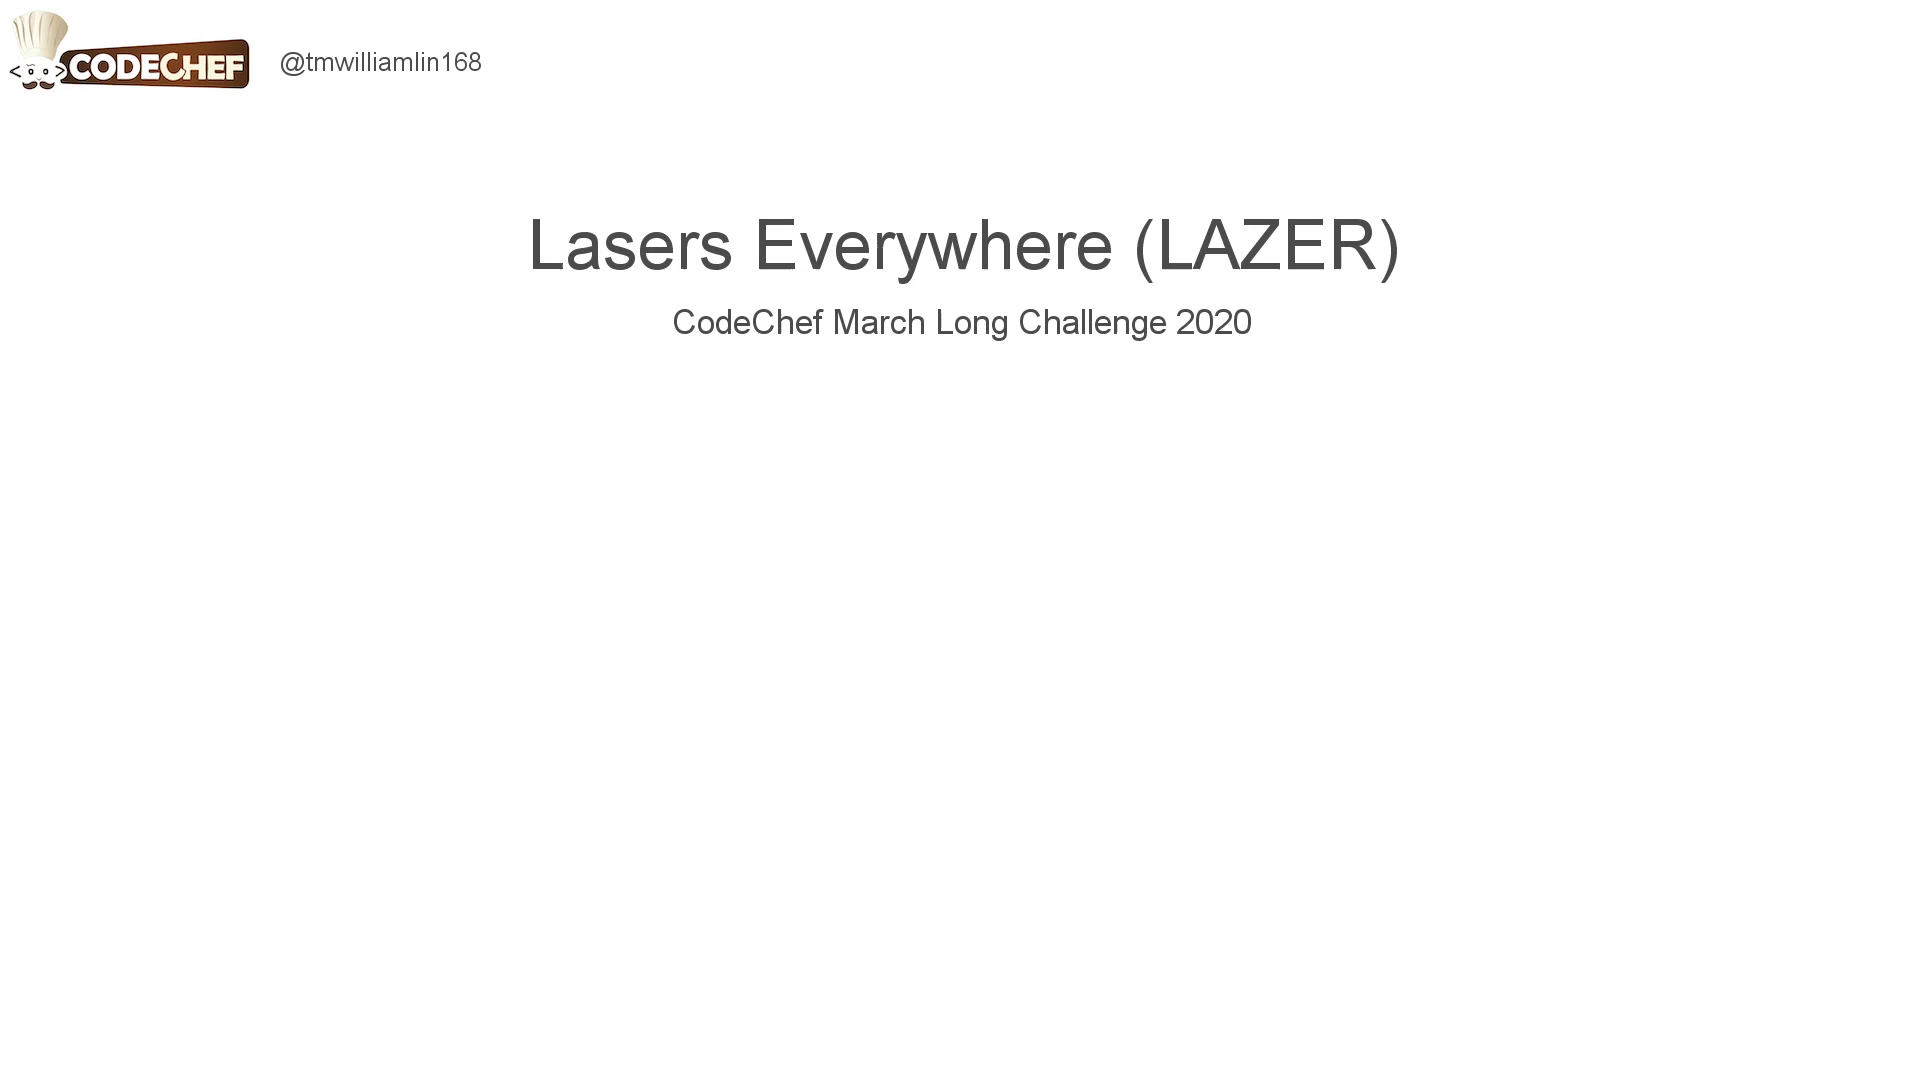 CODECHEF
@tmwilliamlin168
Lasers Everywhere (LAZER)
CodeChef March Long Challenge 2020